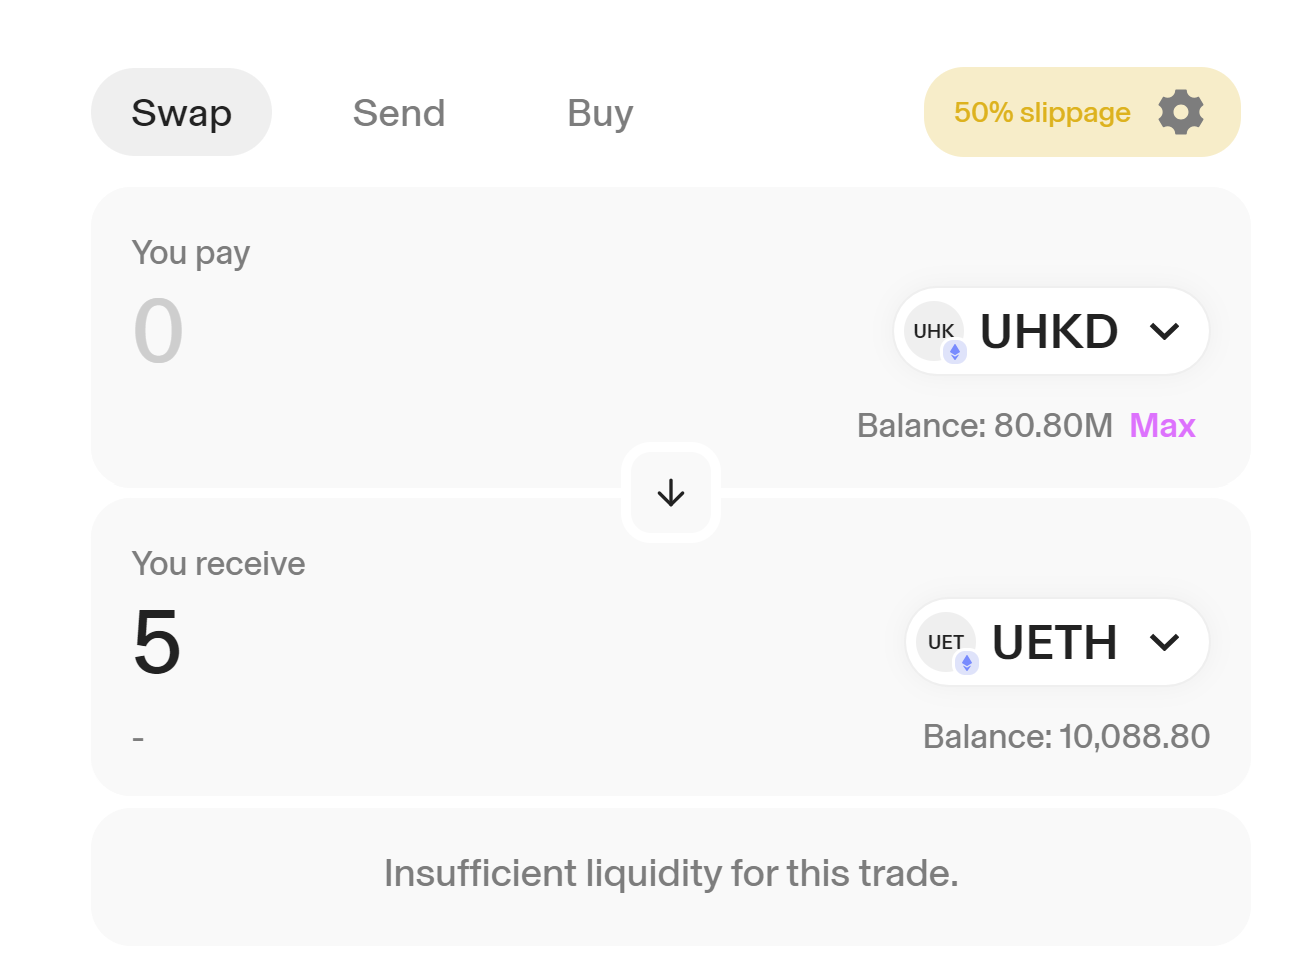 Swap Send Buy 50% slippage
You pay
0
UHK UHKD
Balance: 80.80M Max
You receive
5
UET UETH
- Balance: 10,088.80
Insufficient liquidity for this trade.